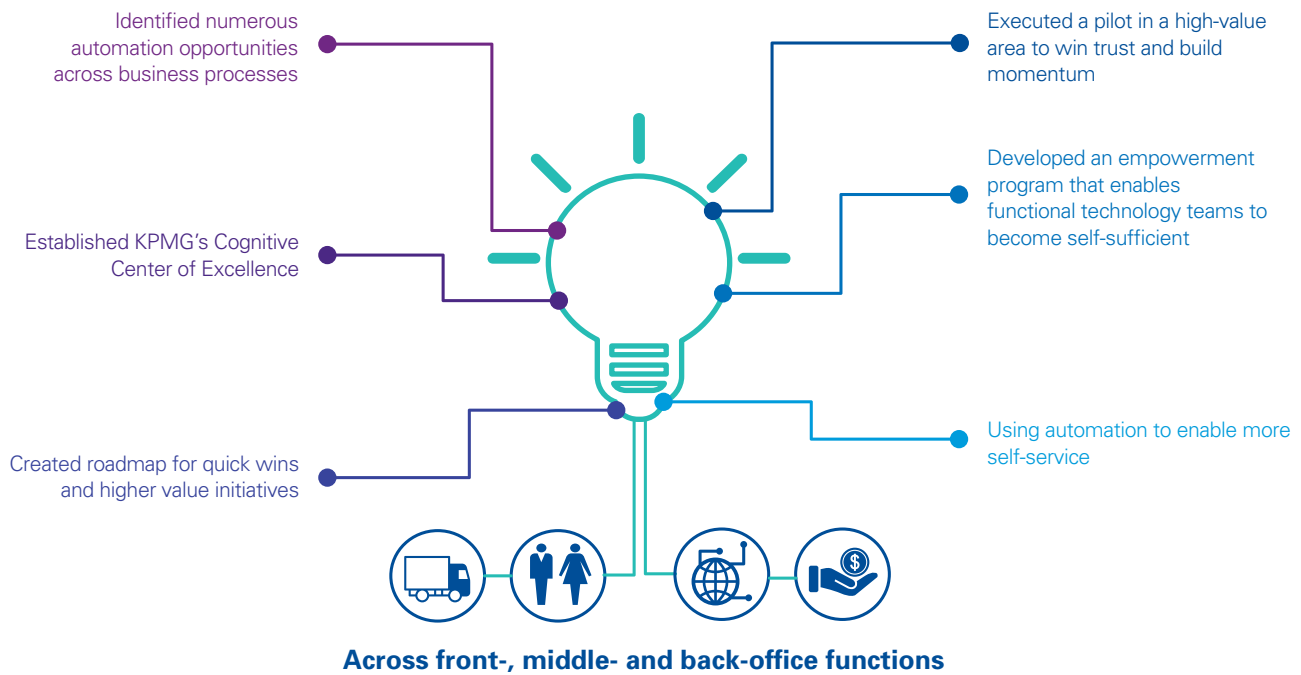 Identified numerous
automation opportunities
across business processes
Established KPMG's Cognitive
Center of Excellence
Created roadmap for quick wins
and higher value initiatives
Executed a pilot in a high-value
area to win trust and build
momentum
Developed an empowerment
program that enables
functional technology teams to
become self-sufficient
Using automation to enable more
self-service
$
Across front-, middle- and back-office functions